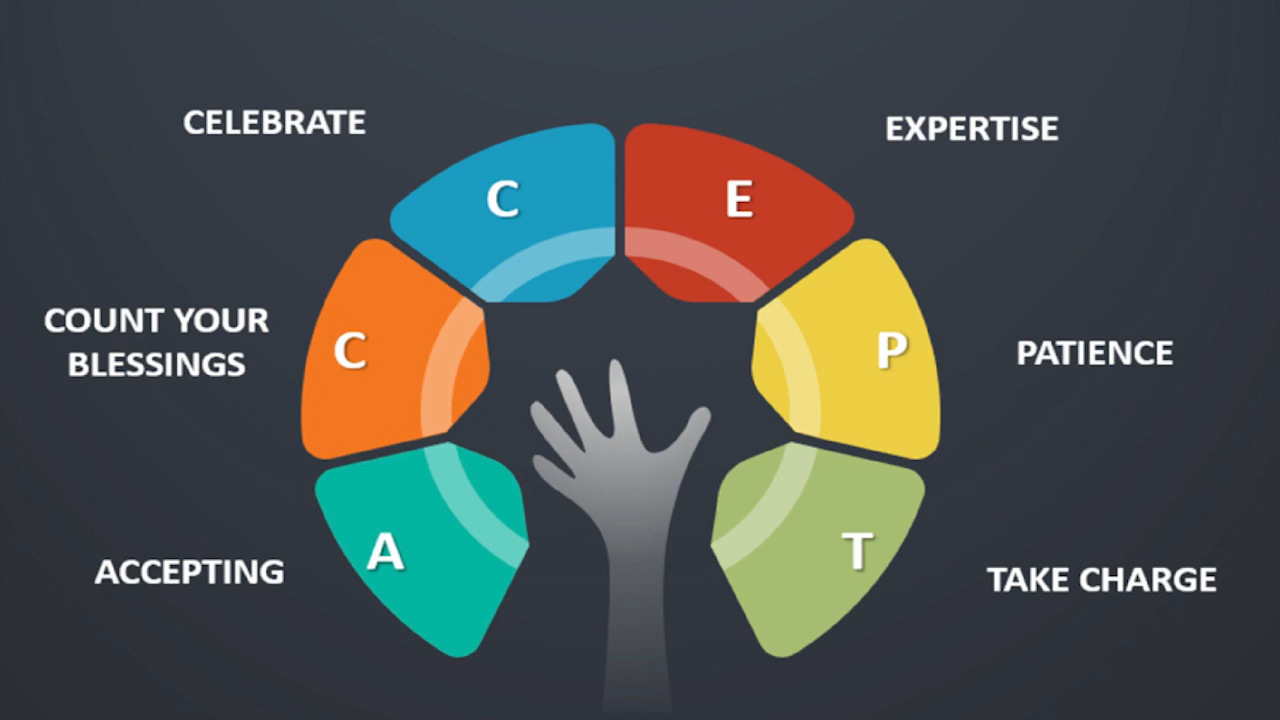 CELEBRATE
EXPERTISE
C
E
COUNT YOUR
BLESSINGS
C
P
PATIENCE
ACCEPTING
A
T
TAKE CHARGE